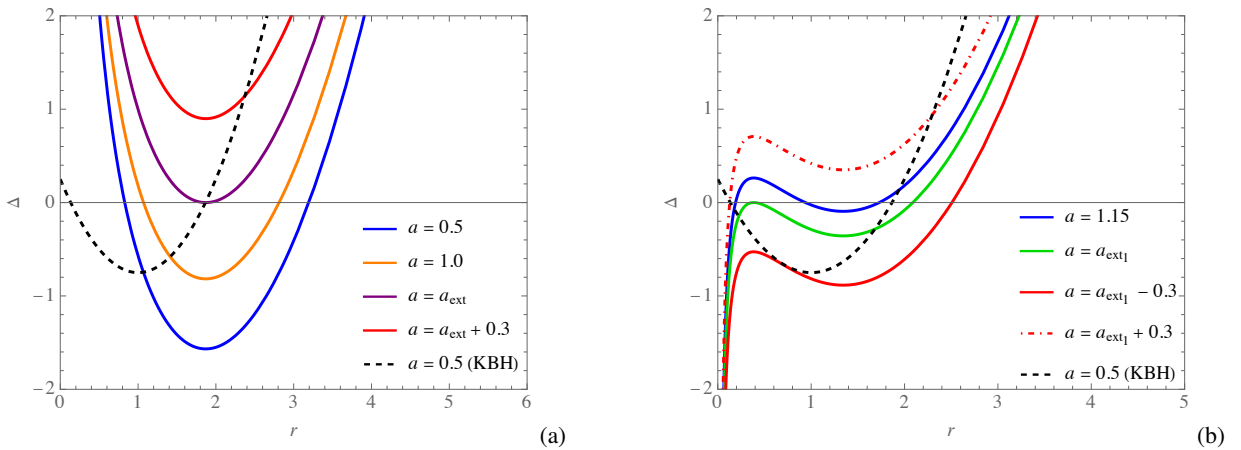 2
1
0
−1
−2
Δ
0 1 2 3 4 5 6
r
a = 0.5
a = 1.0
a = a_ext
a = a_ext + 0.3
a = 0.5 (KBH)
(a)
2
1
0
−1
−2
Δ
0 1 2 3 4 5
r
a = 1.15
a = a_ext₁
a = a_ext₁ − 0.3
a = a_ext₁ + 0.3
a = 0.5 (KBH)
(b)